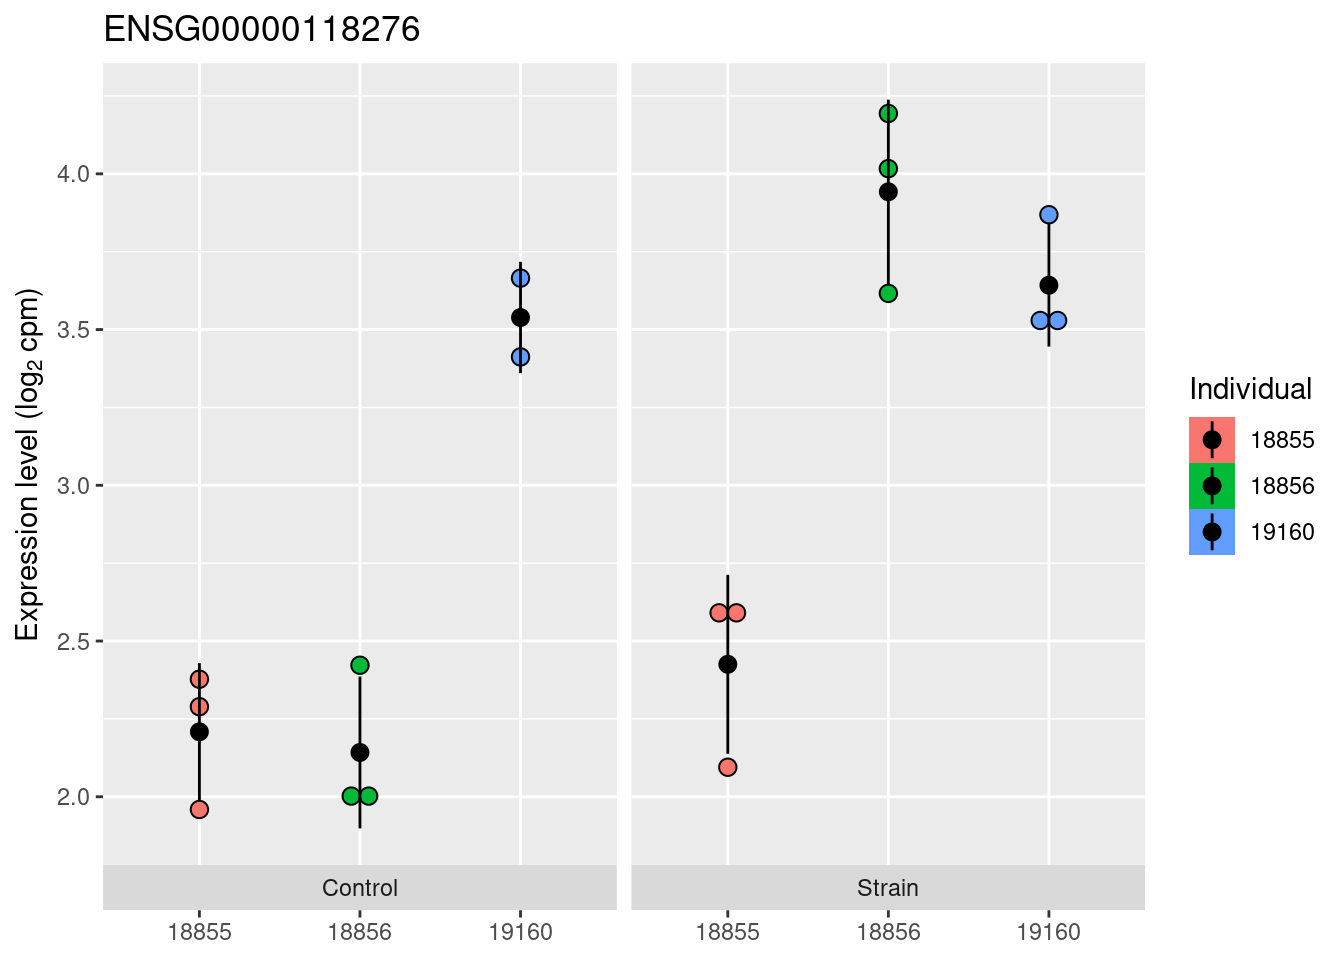 ENSG00000118276
Expression level (log₂ cpm)
4.0
3.5
3.0
2.5
2.0
Control
Strain
18855
18856
19160
18855
18856
19160
Individual
18855
18856
19160